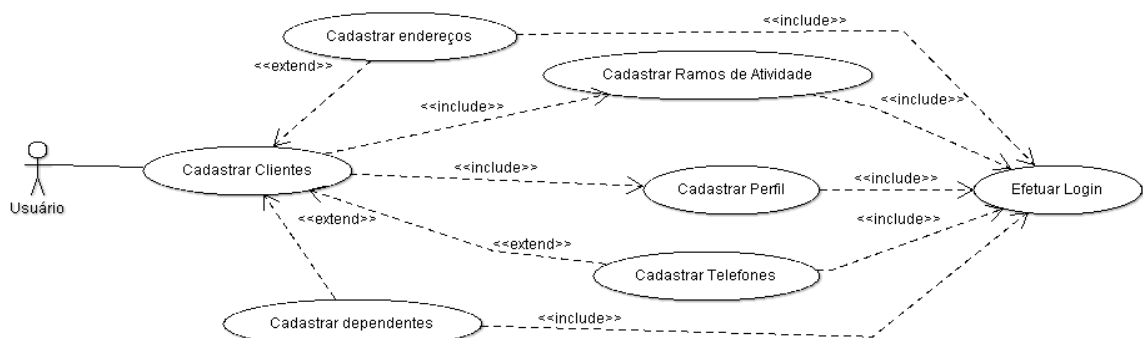 <<include>>
Cadastrar endereços
<<extend>>
Cadastrar Ramos de Atividade
<<include>>
<<include>>
Cadastrar Clientes
<<include>>
Cadastrar Perfil
<<include>>
Efetuar Login
Usuário
<<extend>>
<<include>>
<<extend>>
Cadastrar Telefones
Cadastrar dependentes
<<include>>